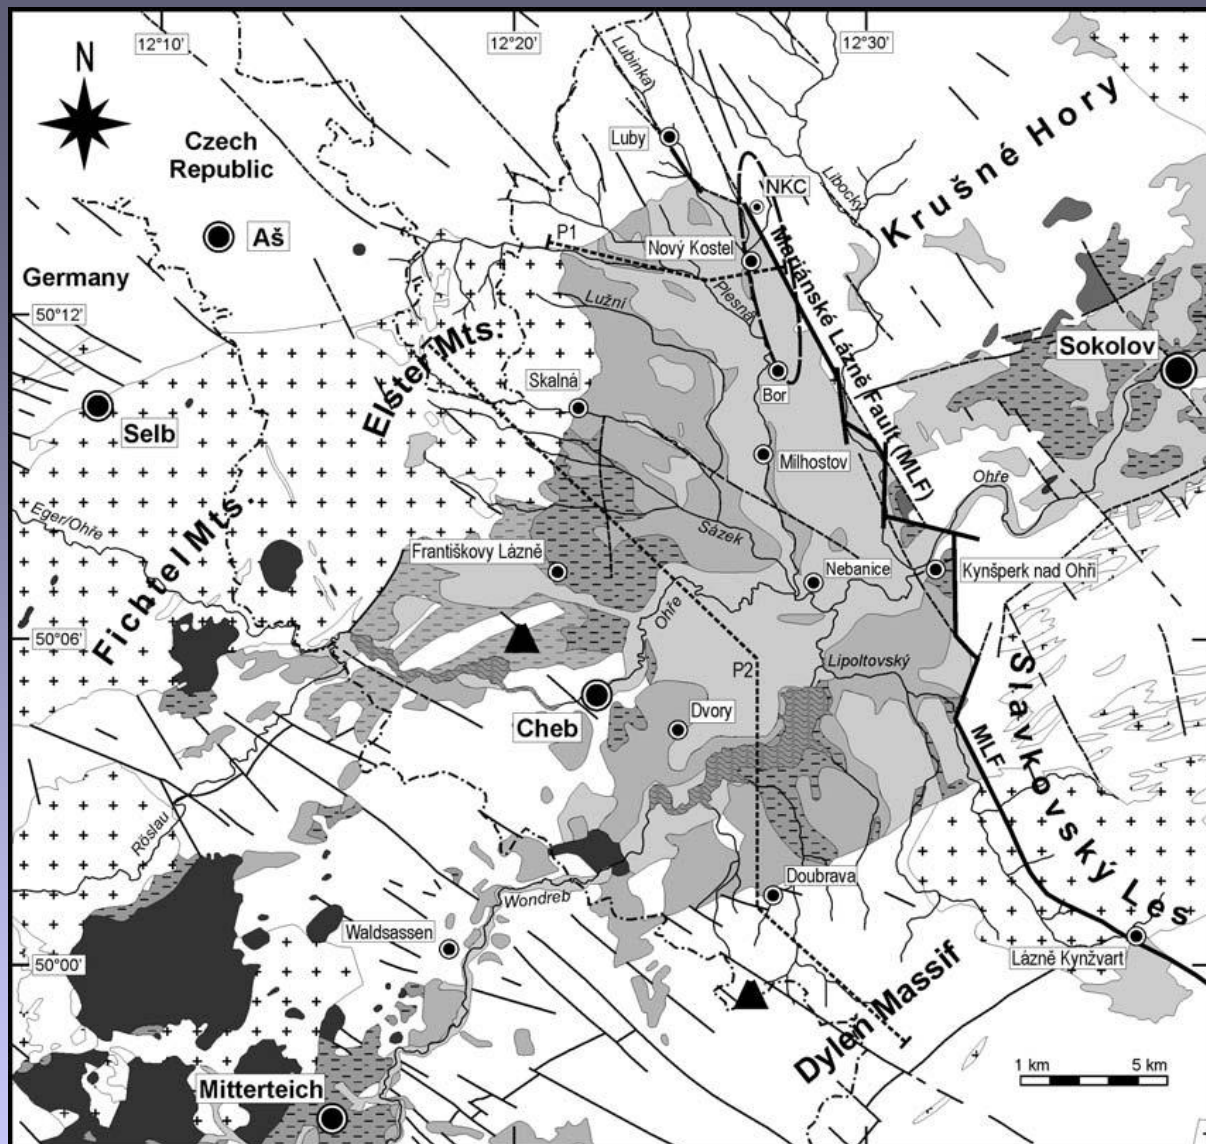 12°10'
12°20'
12°30'
N
Lubinka
Luby
Czech
Republic
Krušné Hory
NKC
Libocký
Aš
P1
Nový Kostel
Mariánské Lázně Fault (MLF)
Germany
Plesná
Lužní
50°12'
Elster Mts.
Sokolov
Skalná
Bor
Selb
Milhostov
Ohře
Fichtel Mts.
Eger/Ohře
Sázek
Františkovy Lázně
Nebanice
Kynšperk nad Ohří
Ohře
50°06'
Slavkovský Les
Lipoltovský
P2
Cheb
Dvory
MLF
Röslau
Doubrava
Wondreb
Waldsassen
Lázně Kynžvart
50°00'
Dyleň Massif
1 km
5 km
Mitterteich